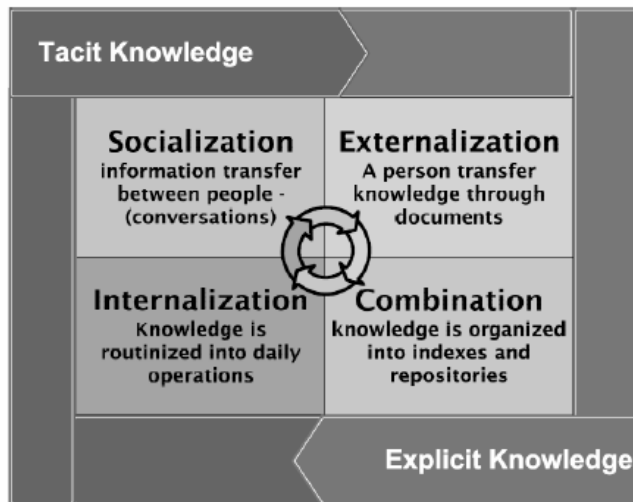 Tacit Knowledge
Socialization
information transfer
between people -
(conversations)
Externalization
A person transfer
knowledge through
documents
Internalization
Knowledge is
routinized into daily
operations
Combination
knowledge is organized
into indexes and
repositories
Explicit Knowledge